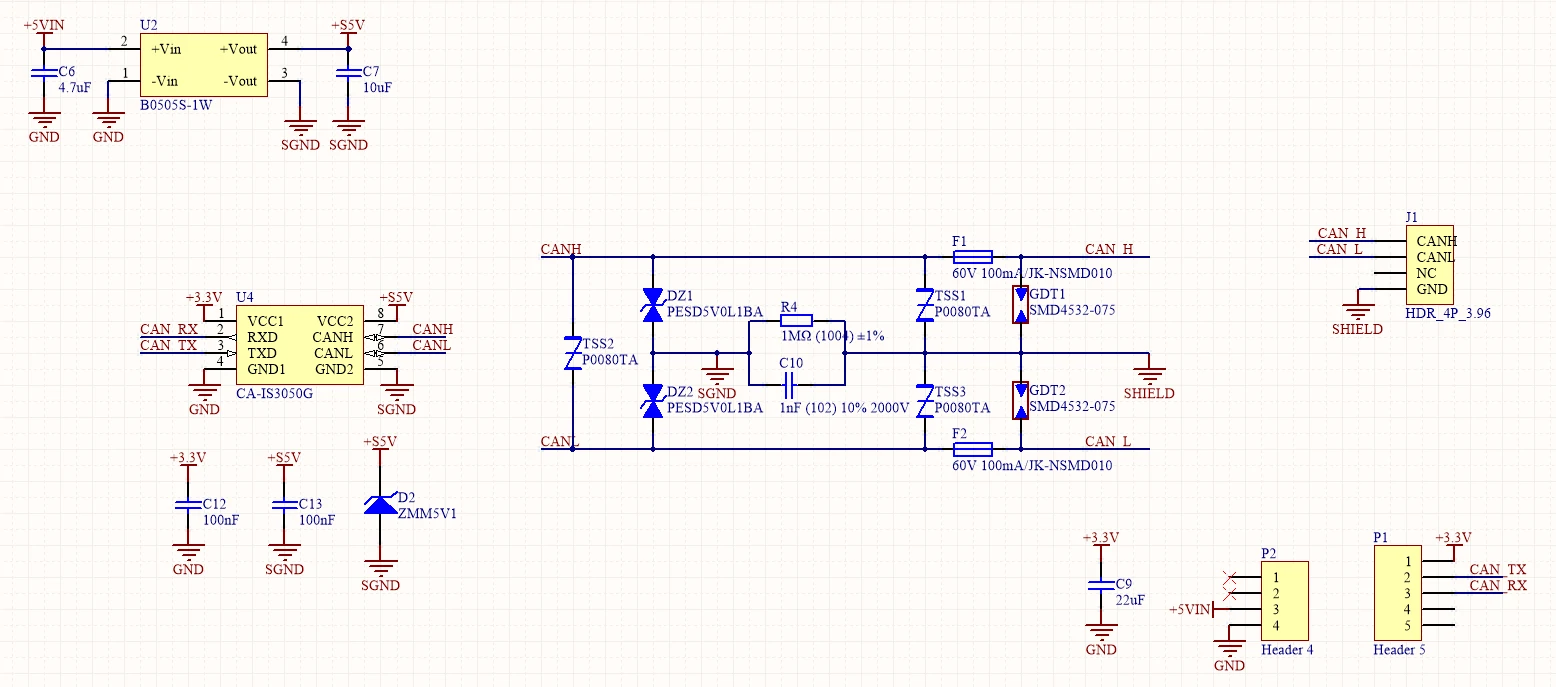 +5VIN
U2
+S5V
2
+Vin
+Vout
4
C6
4.7uF
1
-Vin
-Vout
3
C7
10uF
B0505S-1W
GND
GND
SGND
SGND
J1
CAN_H
CANH
CAN_L
CANL
NC
GND
SHIELD
HDR_4P_3.96
CANH
F1
CAN_H
60V 100mA/JK-NSMD010
DZ1
PESD5V0L1BA
TSS1
P0080TA
GDT1
SMD4532-075
R4
1MΩ (1004) ±1%
TSS2
P0080TA
C10
1nF (102) 10% 2000V
SGND
SHIELD
DZ2
PESD5V0L1BA
TSS3
P0080TA
GDT2
SMD4532-075
CANL
F2
CAN_L
60V 100mA/JK-NSMD010
+3.3V
U4
+S5V
1
VCC1
VCC2
8
CAN_RX
2
RXD
CANH
7
CANH
CAN_TX
3
TXD
CANL
6
CANL
4
GND1
GND2
5
CA-IS3050G
GND
SGND
+3.3V
C12
100nF
GND
+S5V
C13
100nF
SGND
+S5V
D2
ZMM5V1
SGND
+3.3V
C9
22uF
GND
P2
1
2
+5VIN
3
4
GND
Header 4
P1
+3.3V
1
2
CAN_TX
3
CAN_RX
4
5
Header 5